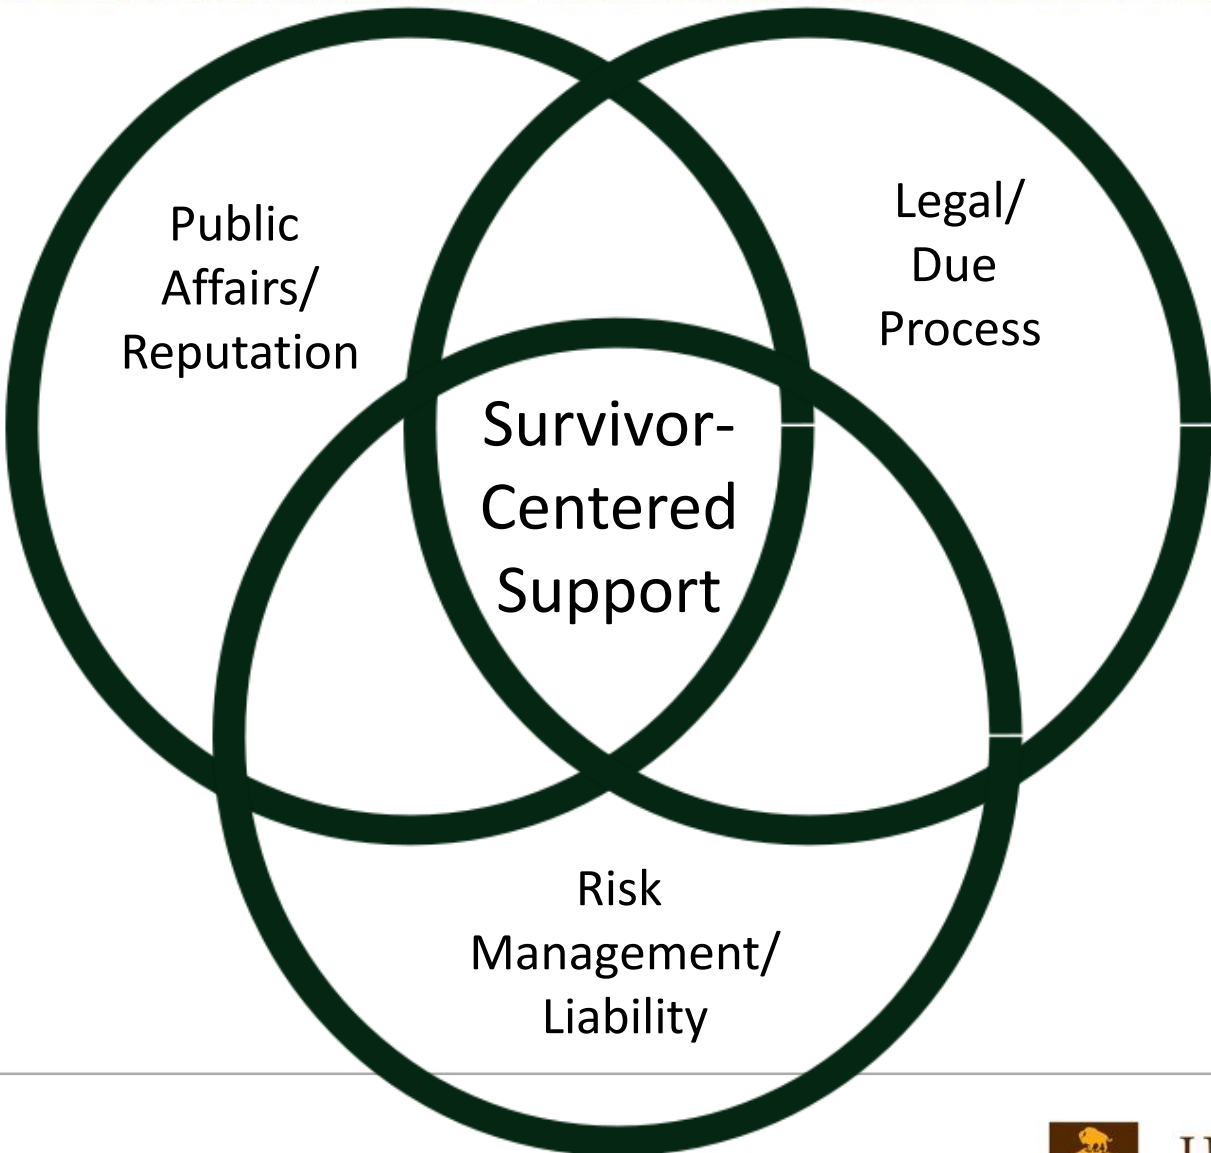 Public
Affairs/
Reputation
Legal/
Due
Process
Survivor-
Centered
Support
Risk
Management/
Liability